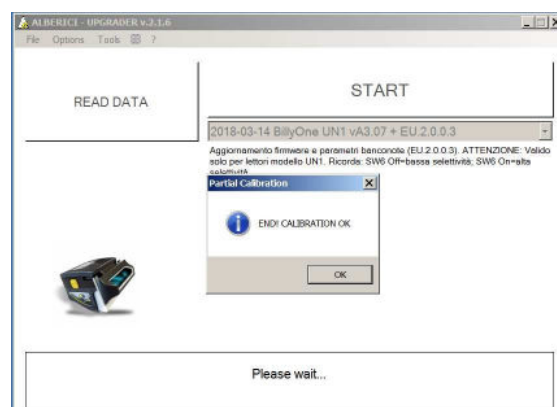 ALBERICI - UPGRADER v.2.1.6
File Options Tools ?
READ DATA
START
2018-03-14 BillyOne UN1 vA3.07 + EU.2.0.0.3
Aggiornamento firmware e parametri banconote (EU.2.0.0.3). ATTENZIONE: Valido
solo per lettori modello UN1. Ricorda: SW6 Off=bassa selettività; SW6 On=alta
selettività
Partial Calibration
END! CALIBRATION OK
OK
Please wait...